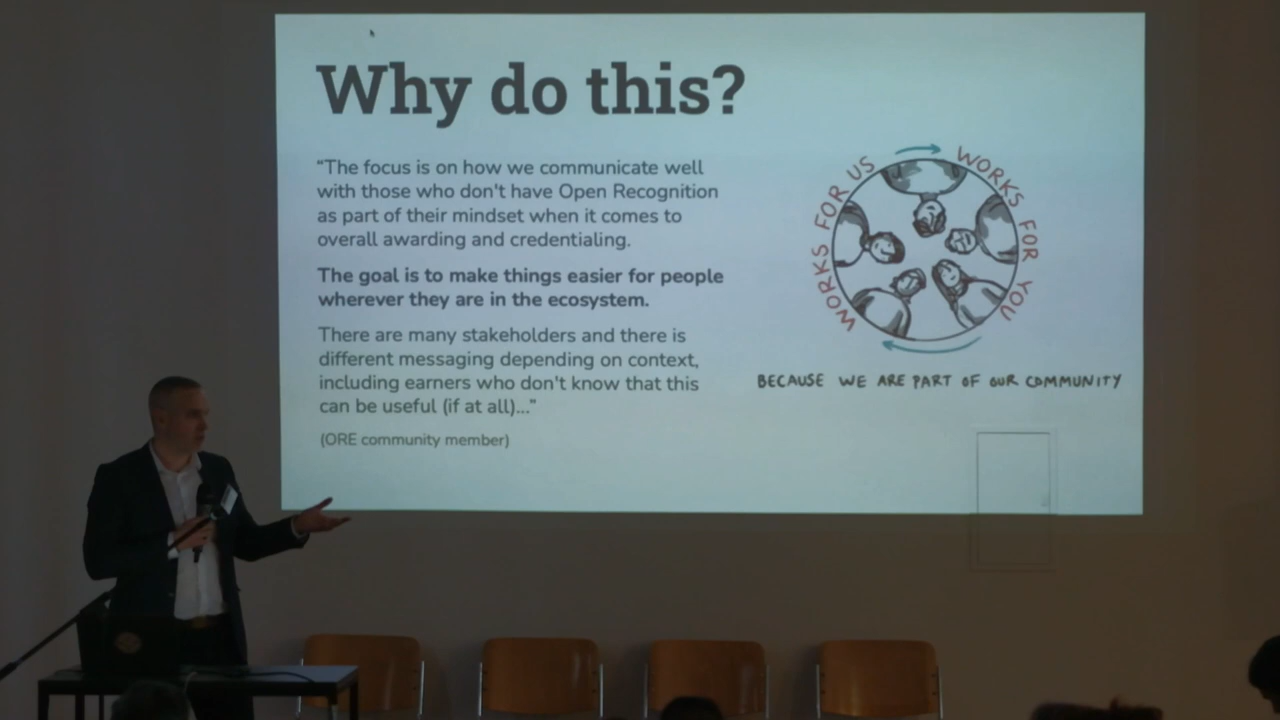 Why do this?
“The focus is on how we communicate well
with those who don't have Open Recognition
as part of their mindset when it comes to
overall awarding and credentialing.
The goal is to make things easier for people
wherever they are in the ecosystem.
There are many stakeholders and there is
different messaging depending on context,
including earners who don't know that this
can be useful (if at all)...”
(ORE community member)
WORKS FOR US
WORKS FOR YOU
BECAUSE WE ARE PART OF OUR COMMUNITY